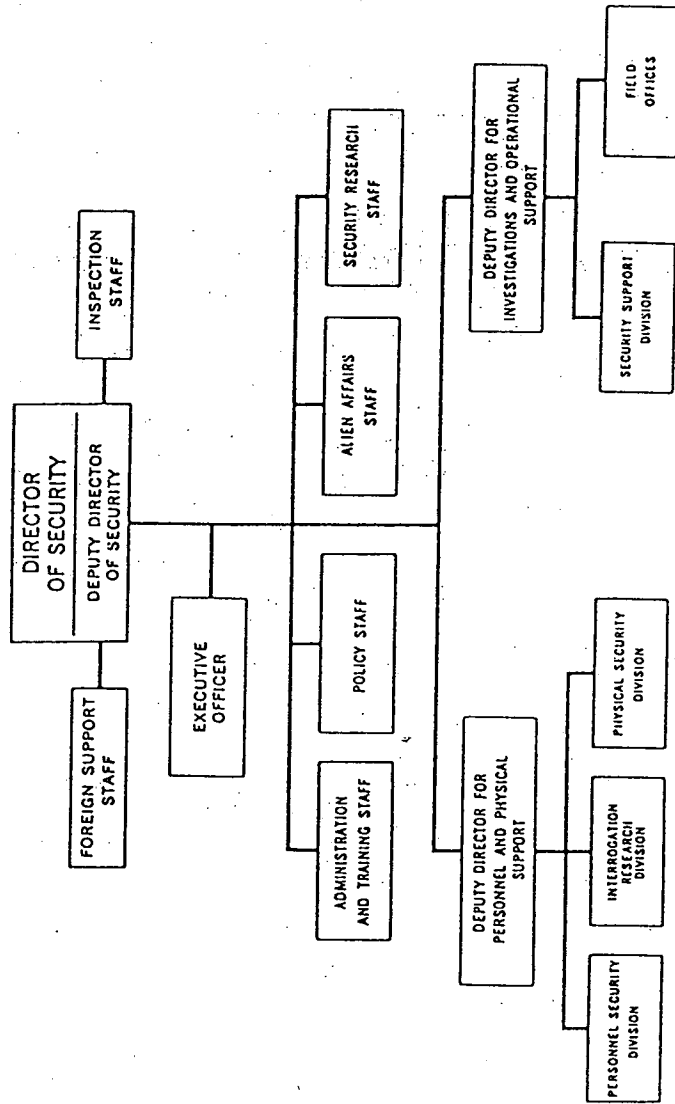 DIRECTOR
OF SECURITY
DEPUTY DIRECTOR
OF SECURITY
FOREIGN SUPPORT
STAFF
INSPECTION
STAFF
EXECUTIVE
OFFICER
ADMINISTRATION
AND TRAINING STAFF
POLICY STAFF
ALIEN AFFAIRS
STAFF
SECURITY RESEARCH
STAFF
DEPUTY DIRECTOR FOR
PERSONNEL AND PHYSICAL
SUPPORT
DEPUTY DIRECTOR FOR
INVESTIGATIONS AND OPERATIONAL
SUPPORT
PERSONNEL SECURITY
DIVISION
INTERROGATION
RESEARCH
DIVISION
PHYSICAL SECURITY
DIVISION
SECURITY SUPPORT
DIVISION
FIELD
OFFICES